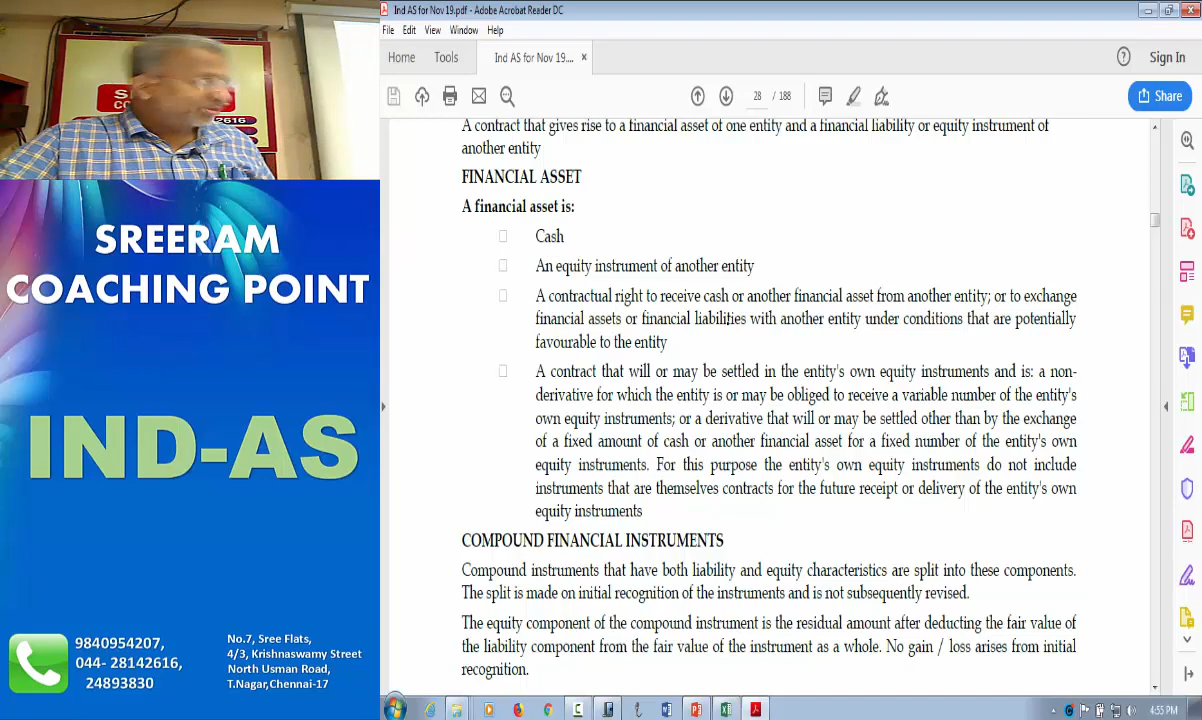 Ind AS for Nov 19.pdf - Adobe Acrobat Reader DC
File Edit View Window Help
Home Tools Ind AS for Nov 19.... × Sign In
28 / 188 Share
A contract that gives rise to a financial asset of one entity and a financial liability or equity instrument of
another entity
FINANCIAL ASSET
A financial asset is:
Cash
An equity instrument of another entity
A contractual right to receive cash or another financial asset from another entity; or to exchange
financial assets or financial liabilities with another entity under conditions that are potentially
favourable to the entity
A contract that will or may be settled in the entity's own equity instruments and is: a non-
derivative for which the entity is or may be obliged to receive a variable number of the entity's
own equity instruments; or a derivative that will or may be settled other than by the exchange
of a fixed amount of cash or another financial asset for a fixed number of the entity's own
equity instruments. For this purpose the entity's own equity instruments do not include
instruments that are themselves contracts for the future receipt or delivery of the entity's own
equity instruments
COMPOUND FINANCIAL INSTRUMENTS
Compound instruments that have both liability and equity characteristics are split into these components.
The split is made on initial recognition of the instruments and is not subsequently revised.
The equity component of the compound instrument is the residual amount after deducting the fair value of
the liability component from the fair value of the instrument as a whole. No gain / loss arises from initial
recognition.
4:55 PM
2616
SREERAM
COACHING POINT
IND-AS
9840954207,
044- 28142616,
24893830
No.7, Sree Flats,
4/3, Krishnaswamy Street
North Usman Road,
T.Nagar,Chennai-17